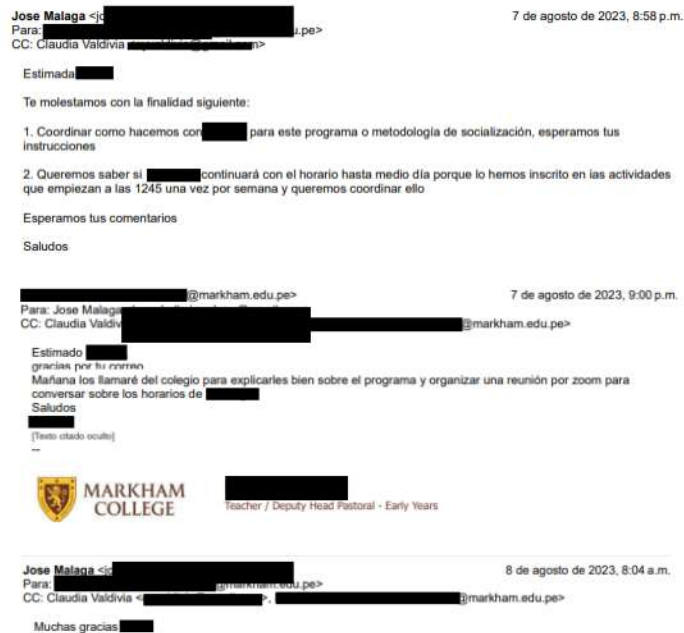 Jose Malaga <jo
7 de agosto de 2023, 8:58 p.m.
Para: u.pe>
CC: Claudia Valdivia n>
Estimada
Te molestamos con la finalidad siguiente:
1. Coordinar como hacemos con para este programa o metodología de socialización, esperamos tus
instrucciones
2. Queremos saber si continuará con el horario hasta medio día porque lo hemos inscrito en las actividades
que empiezan a las 1245 una vez por semana y queremos coordinar ello
Esperamos tus comentarios
Saludos
@markham.edu.pe>
7 de agosto de 2023, 9:00 p.m.
Para: Jose Malaga
CC: Claudia Valdiv @markham.edu.pe>
Estimado
gracias por tu correo
Mañana los llamaré del colegio para explicarles bien sobre el programa y organizar una reunión por zoom para
conversar sobre los horarios de
Saludos
[Texto citado oculto]
--
MARKHAM
COLLEGE
Teacher / Deputy Head Pastoral - Early Years
Jose Malaga <jo
8 de agosto de 2023, 8:04 a.m.
Para: @markham.edu.pe>
CC: Claudia Valdivia < >, @markham.edu.pe>
Muchas gracias